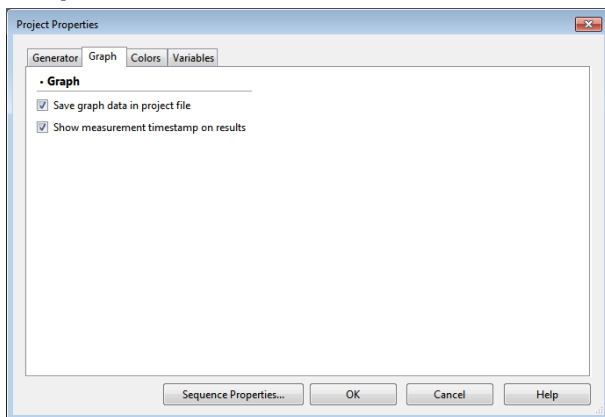 Project Properties
Generator Graph Colors Variables
• Graph
Save graph data in project file
Show measurement timestamp on results
Sequence Properties... OK Cancel Help